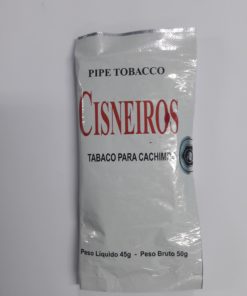 PIPE TOBACCO
CISNEIROS
TABACO PARA
Peso Líquido 45g - Peso Bruto 50g